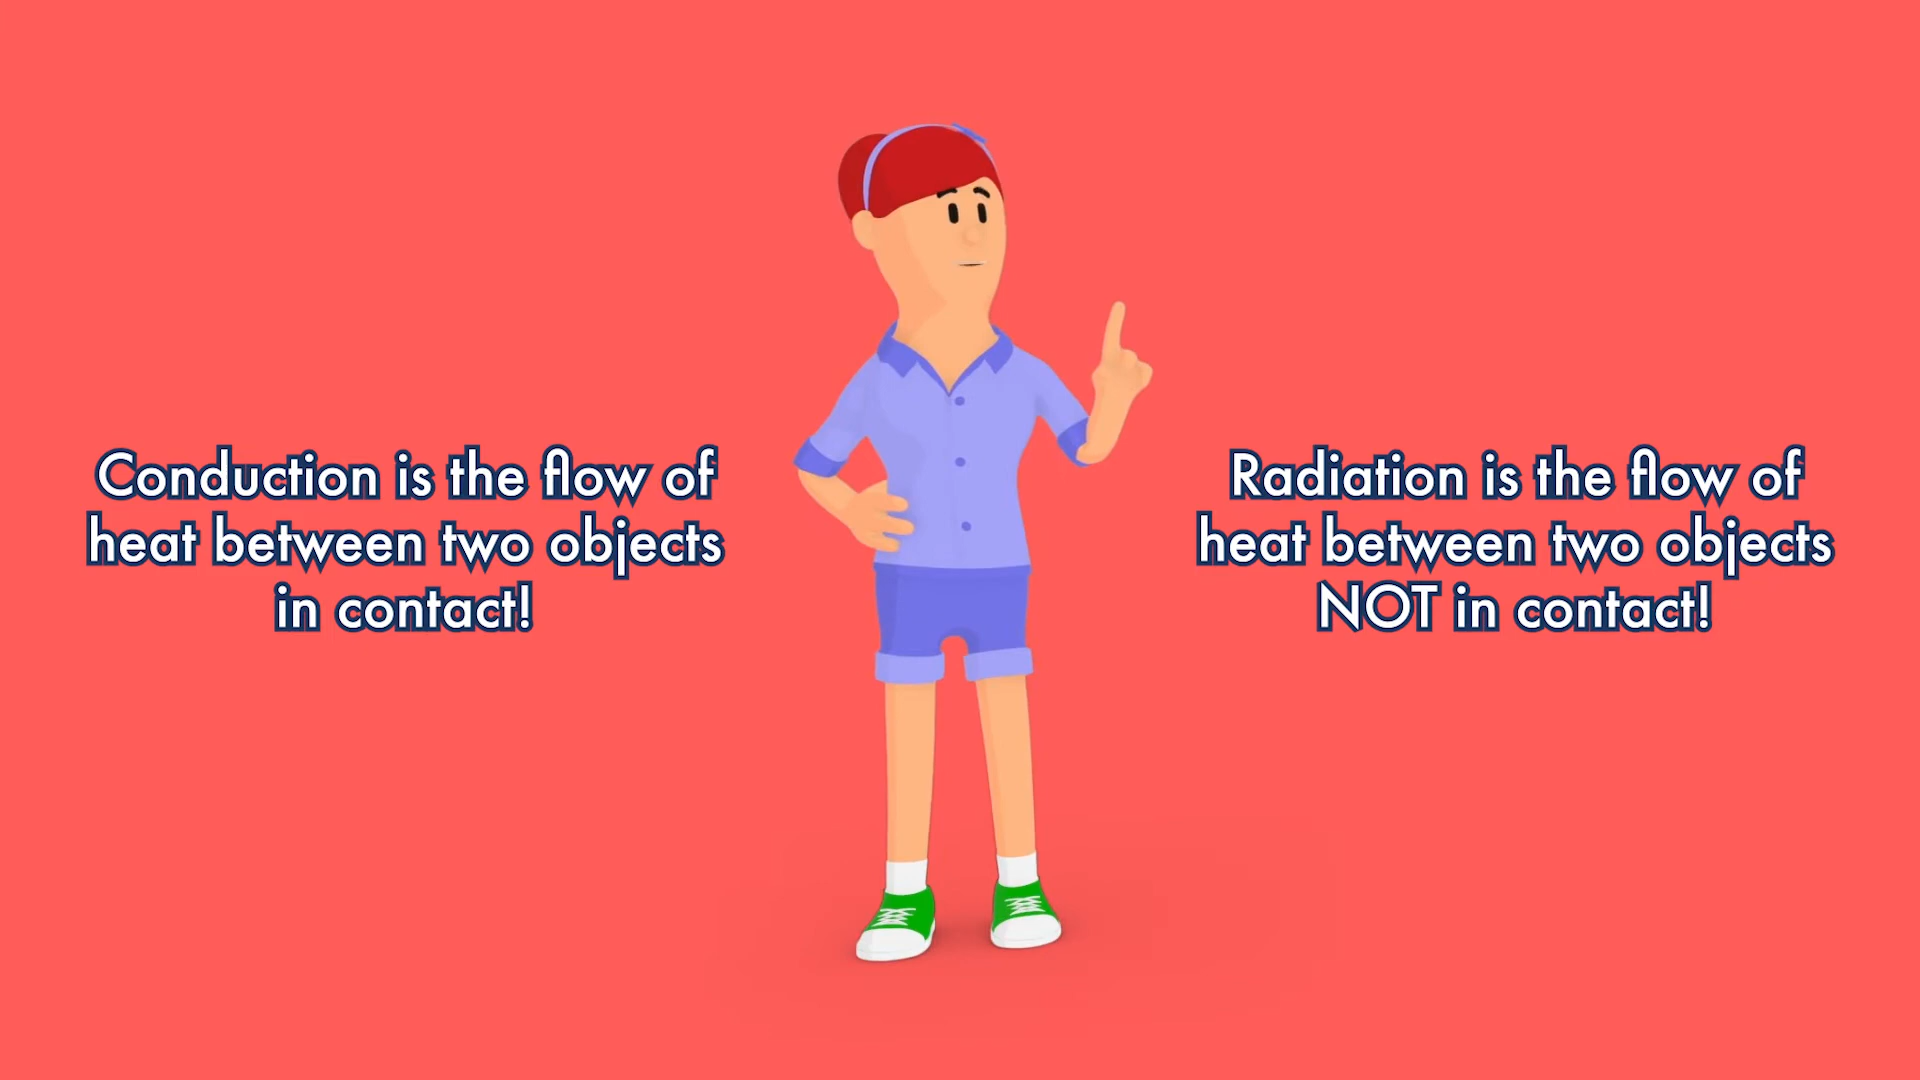 Conduction is the flow of
heat between two objects
in contact!
Radiation is the flow of
heat between two objects
NOT in contact!